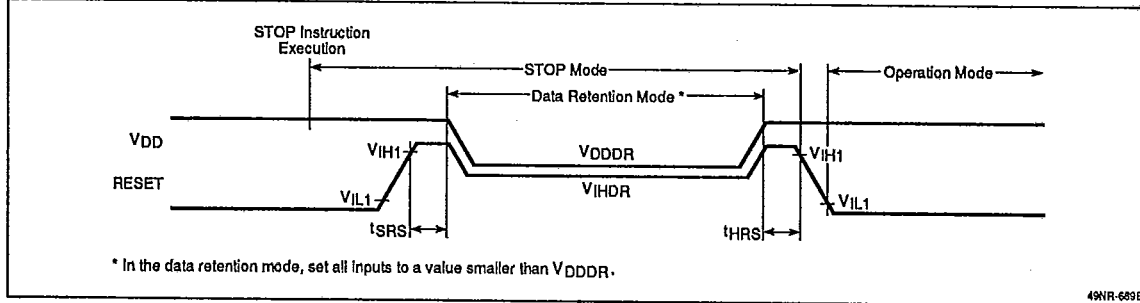 STOP Instruction
Execution
STOP Mode
Operation Mode
Data Retention Mode *
VDD
VIH1
VDDDR
VIH1
RESET
VIHDR
VIL1
VIL1
tSRS
tHRS
* In the data retention mode, set all inputs to a value smaller than VDDDR.
49NR-689B